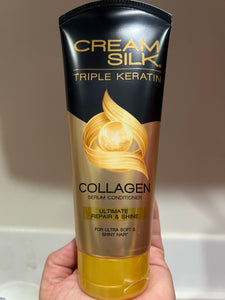 CREAM
SILK
TRIPLE KERATIN
COLLAGEN
SERUM CONDITIONER
ULTIMATE
REPAIR & SHINE
FOR ULTRA SOFT &
SHINY HAIR*